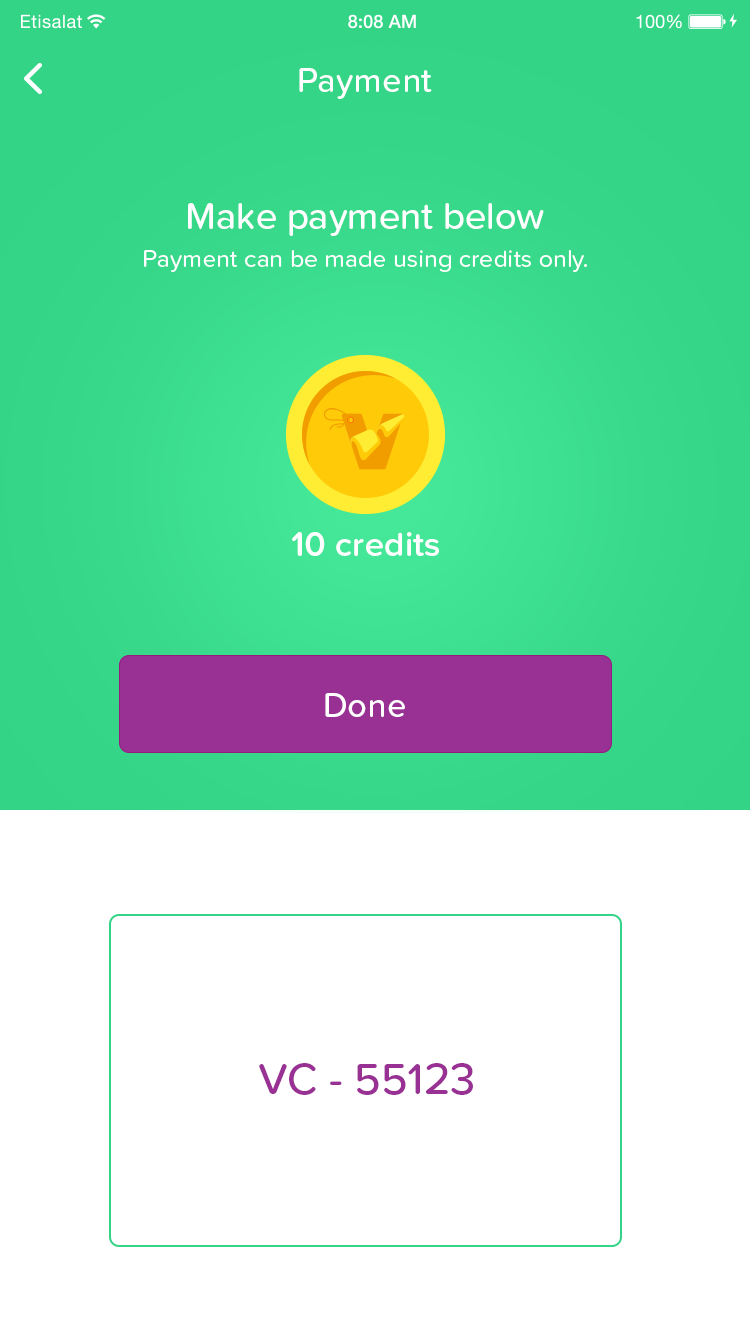 Etisalat 8:08 AM 100%
Payment
Make payment below
Payment can be made using credits only.
V
10 credits
Done
VC - 55123